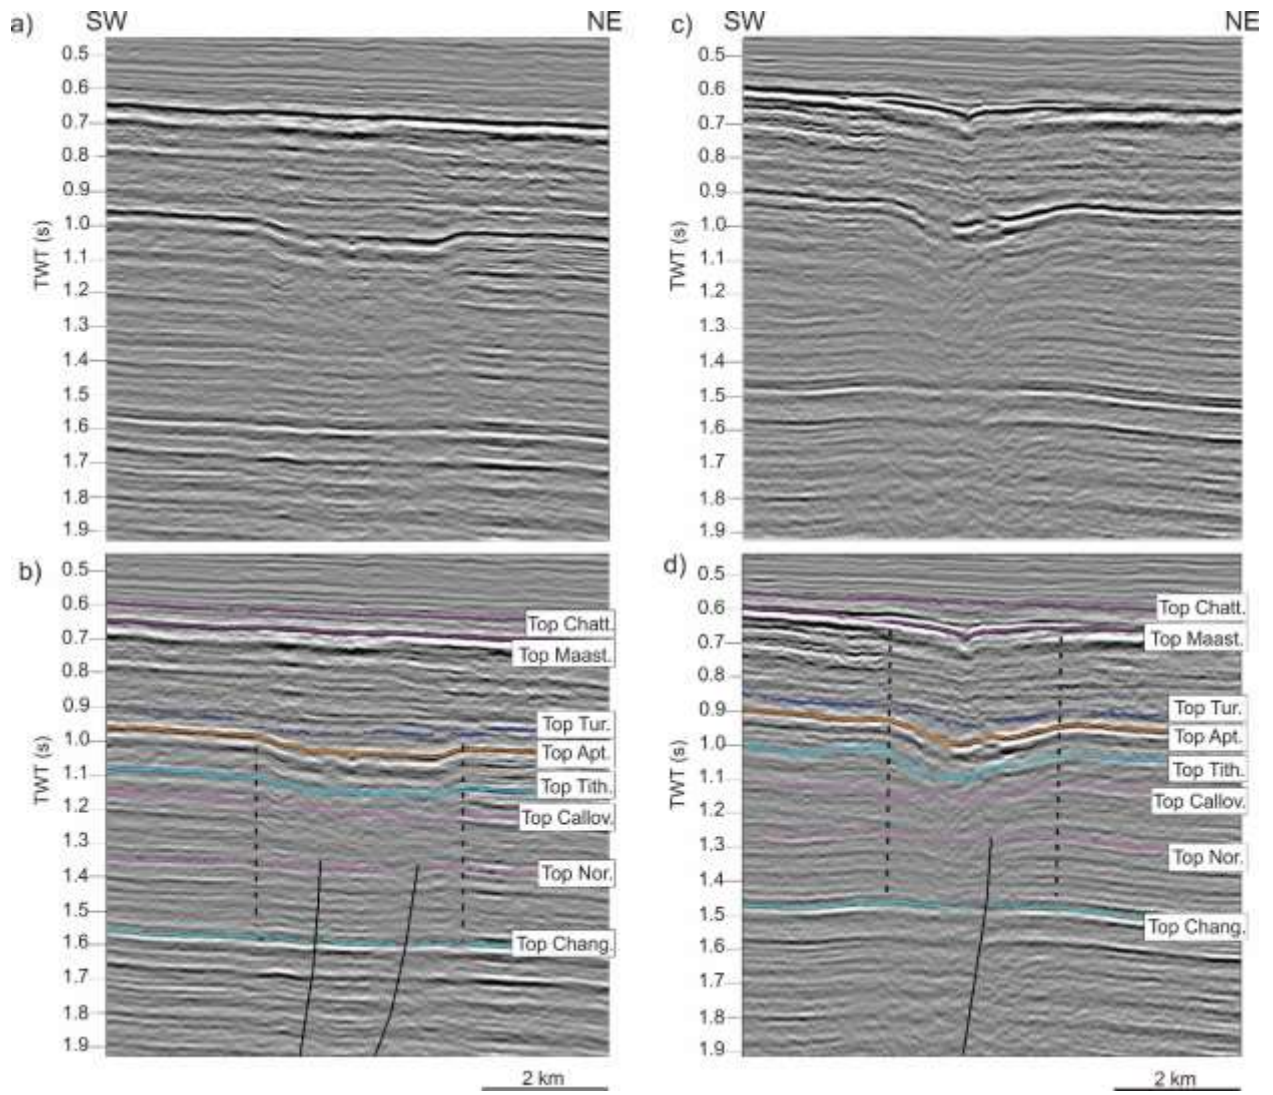 a) SW NE
0.5
0.6
0.7
0.8
0.9
1.0
1.1
1.2
1.3
1.4
1.5
1.6
1.7
1.8
1.9
TWT (s)
c) SW NE
0.5
0.6
0.7
0.8
0.9
1.0
1.1
1.2
1.3
1.4
1.5
1.6
1.7
1.8
1.9
TWT (s)
b)
0.5
0.6
0.7
0.8
0.9
1.0
1.1
1.2
1.3
1.4
1.5
1.6
1.7
1.8
1.9
TWT (s)
Top Chatt.
Top Maast.
Top Tur.
Top Apt.
Top Tith.
Top Callov.
Top Nor.
Top Chang.
2 km
d)
0.5
0.6
0.7
0.8
0.9
1.0
1.1
1.2
1.3
1.4
1.5
1.6
1.7
1.8
1.9
TWT (s)
Top Chatt.
Top Maast.
Top Tur.
Top Apt.
Top Tith.
Top Callov.
Top Nor.
Top Chang.
2 km